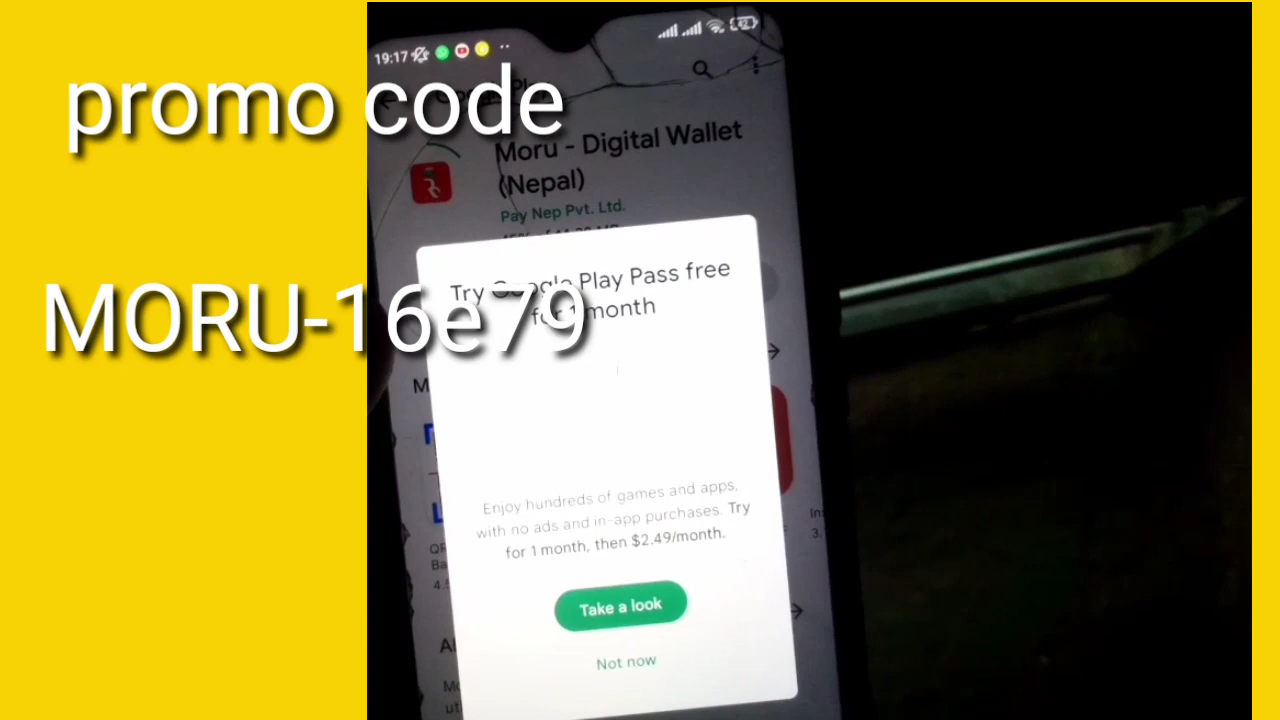 promo code
MORU-16e79
19:17
Moru - Digital Wallet
(Nepal)
Pay Nep Pvt. Ltd.
Try Google Play Pass free
for 1 month
Enjoy hundreds of games and apps,
with no ads and in-app purchases. Try
for 1 month, then $2.49/month.
Take a look
Not now